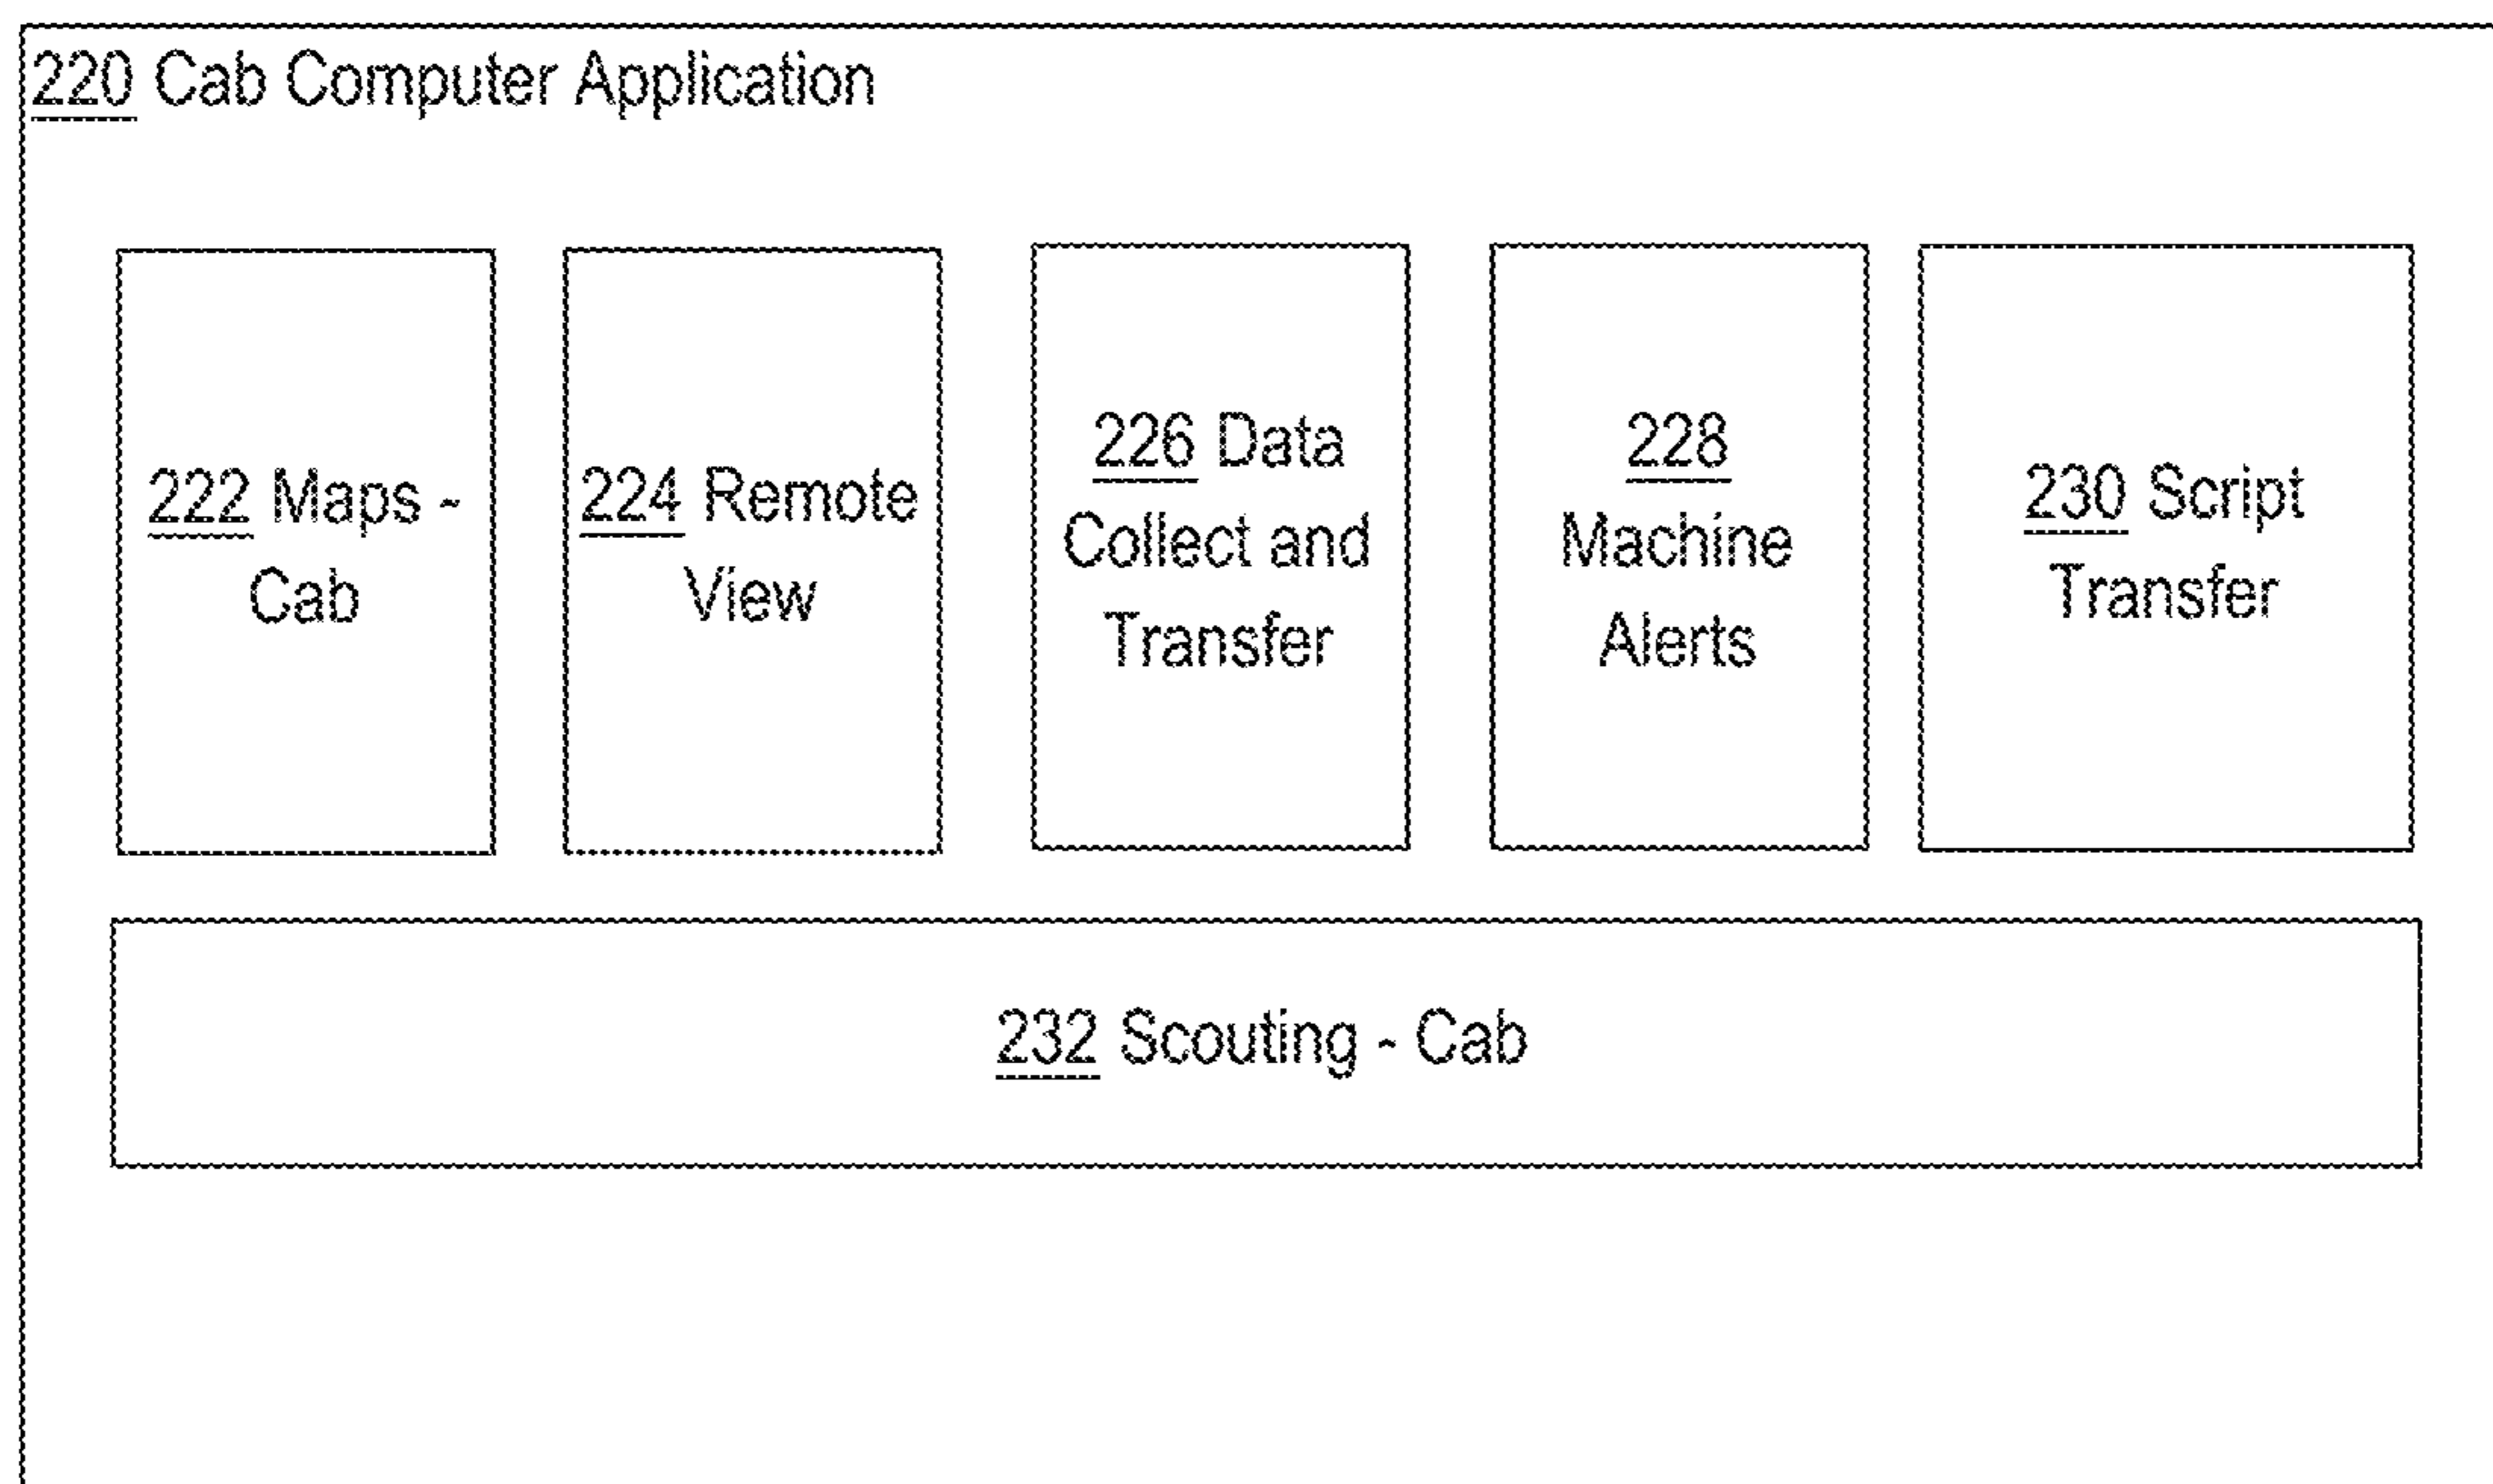 220 Cab Computer Application
222 Maps -
Cab
224 Remote
View
226 Data
Collect and
Transfer
228
Machine
Alerts
230 Script
Transfer
232 Scouting - Cab